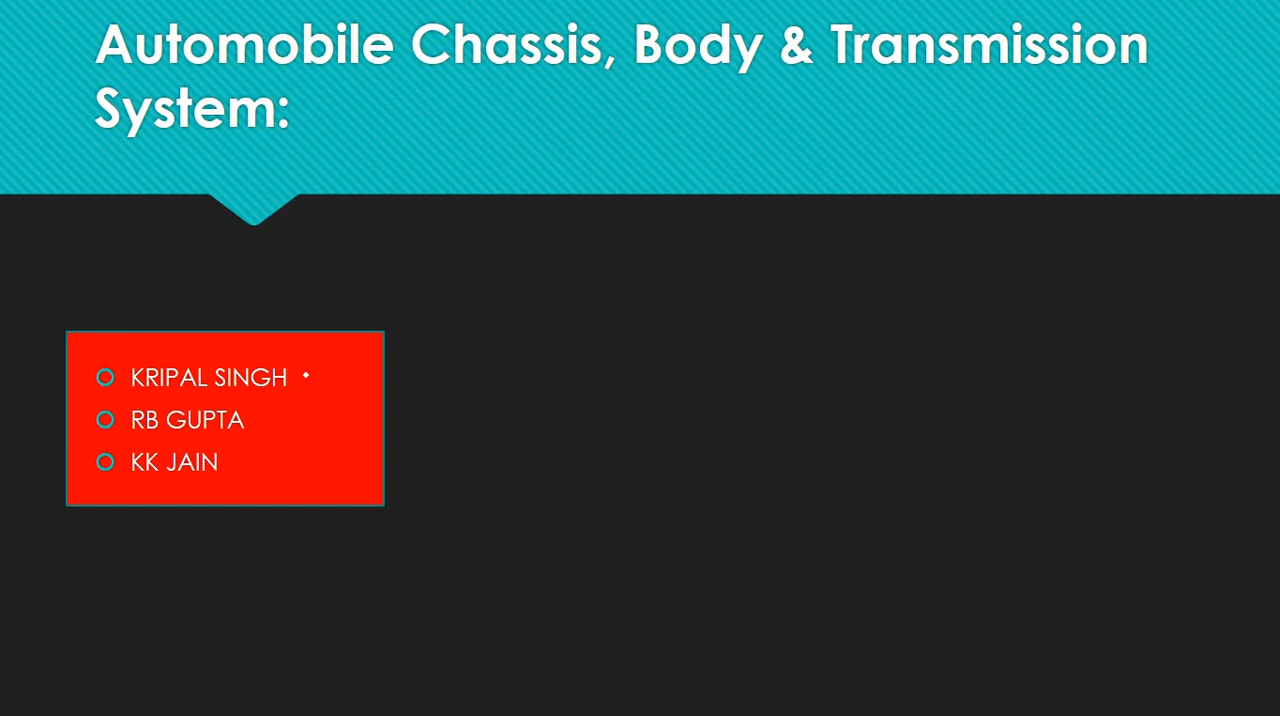 Automobile Chassis, Body & Transmission
System:
KRIPAL SINGH
RB GUPTA
KK JAIN